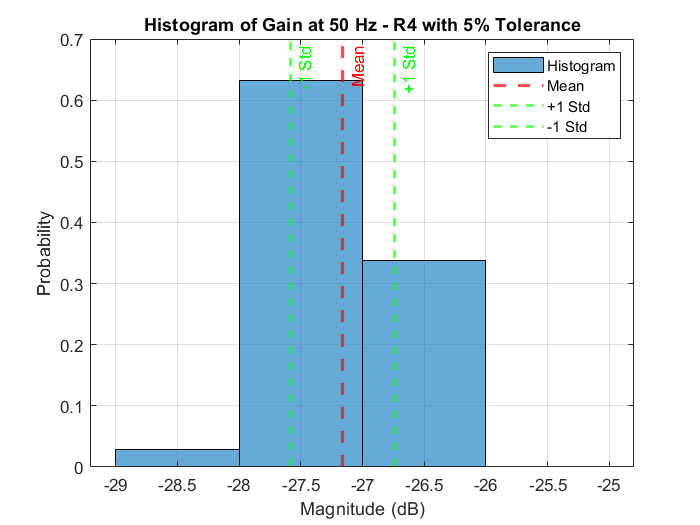 Histogram of Gain at 50 Hz - R4 with 5% Tolerance
0.7
0.6
0.5
0.4
0.3
0.2
0.1
0
Probability
-1 Std
Mean
+1 Std
Histogram
Mean
+1 Std
-1 Std
-29 -28.5 -28 -27.5 -27 -26.5 -26 -25.5 -25
Magnitude (dB)